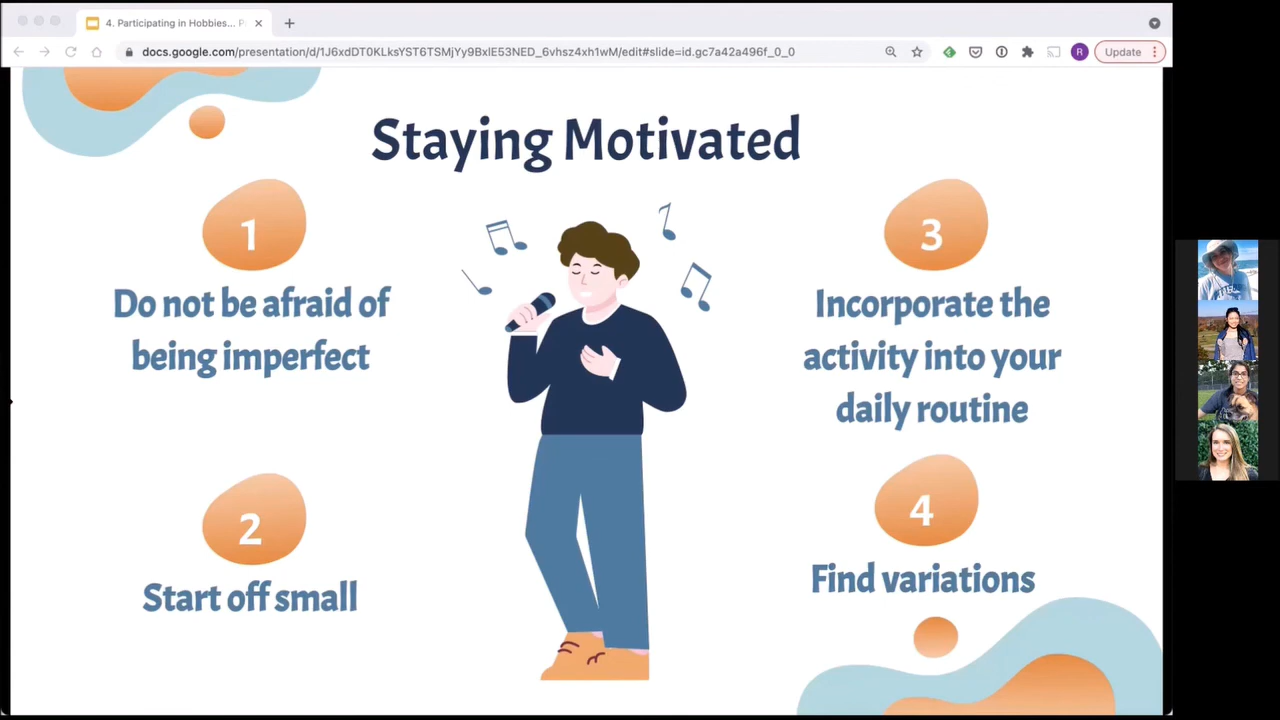 4. Participating in Hobbies... P
docs.google.com/presentation/d/1J6xdDT0KLksYST6TSMjYy9BxIE53NED_6vhsz4xh1wM/edit#slide=id.gc7a42a496f_0_0
R
Update
Staying Motivated
1
Do not be afraid of
being imperfect
2
Start off small
3
Incorporate the
activity into your
daily routine
4
Find variations